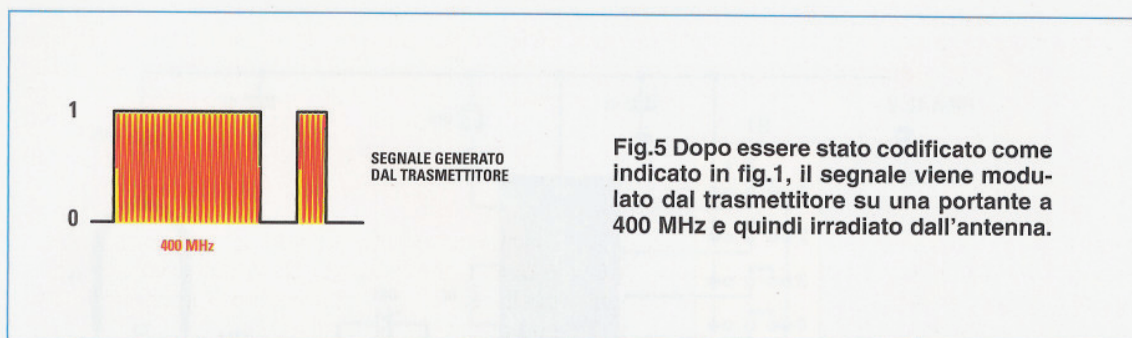 1
0
400 MHz
SEGNALE GENERATO
DAL TRASMETTITORE
Fig.5 Dopo essere stato codificato come
indicato in fig.1, il segnale viene modu-
lato dal trasmettitore su una portante a
400 MHz e quindi irradiato dall'antenna.